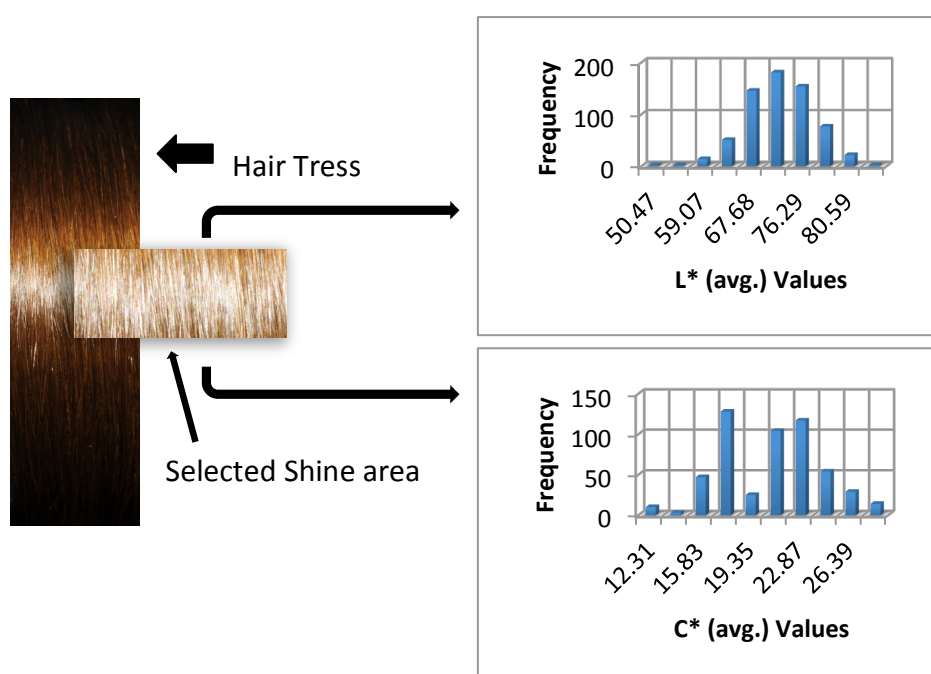 Hair Tress
Selected Shine area
Frequency
200
100
0
50.47
59.07
67.68
76.29
80.59
L* (avg.) Values
Frequency
150
100
50
0
12.31
15.83
19.35
22.87
26.39
C* (avg.) Values